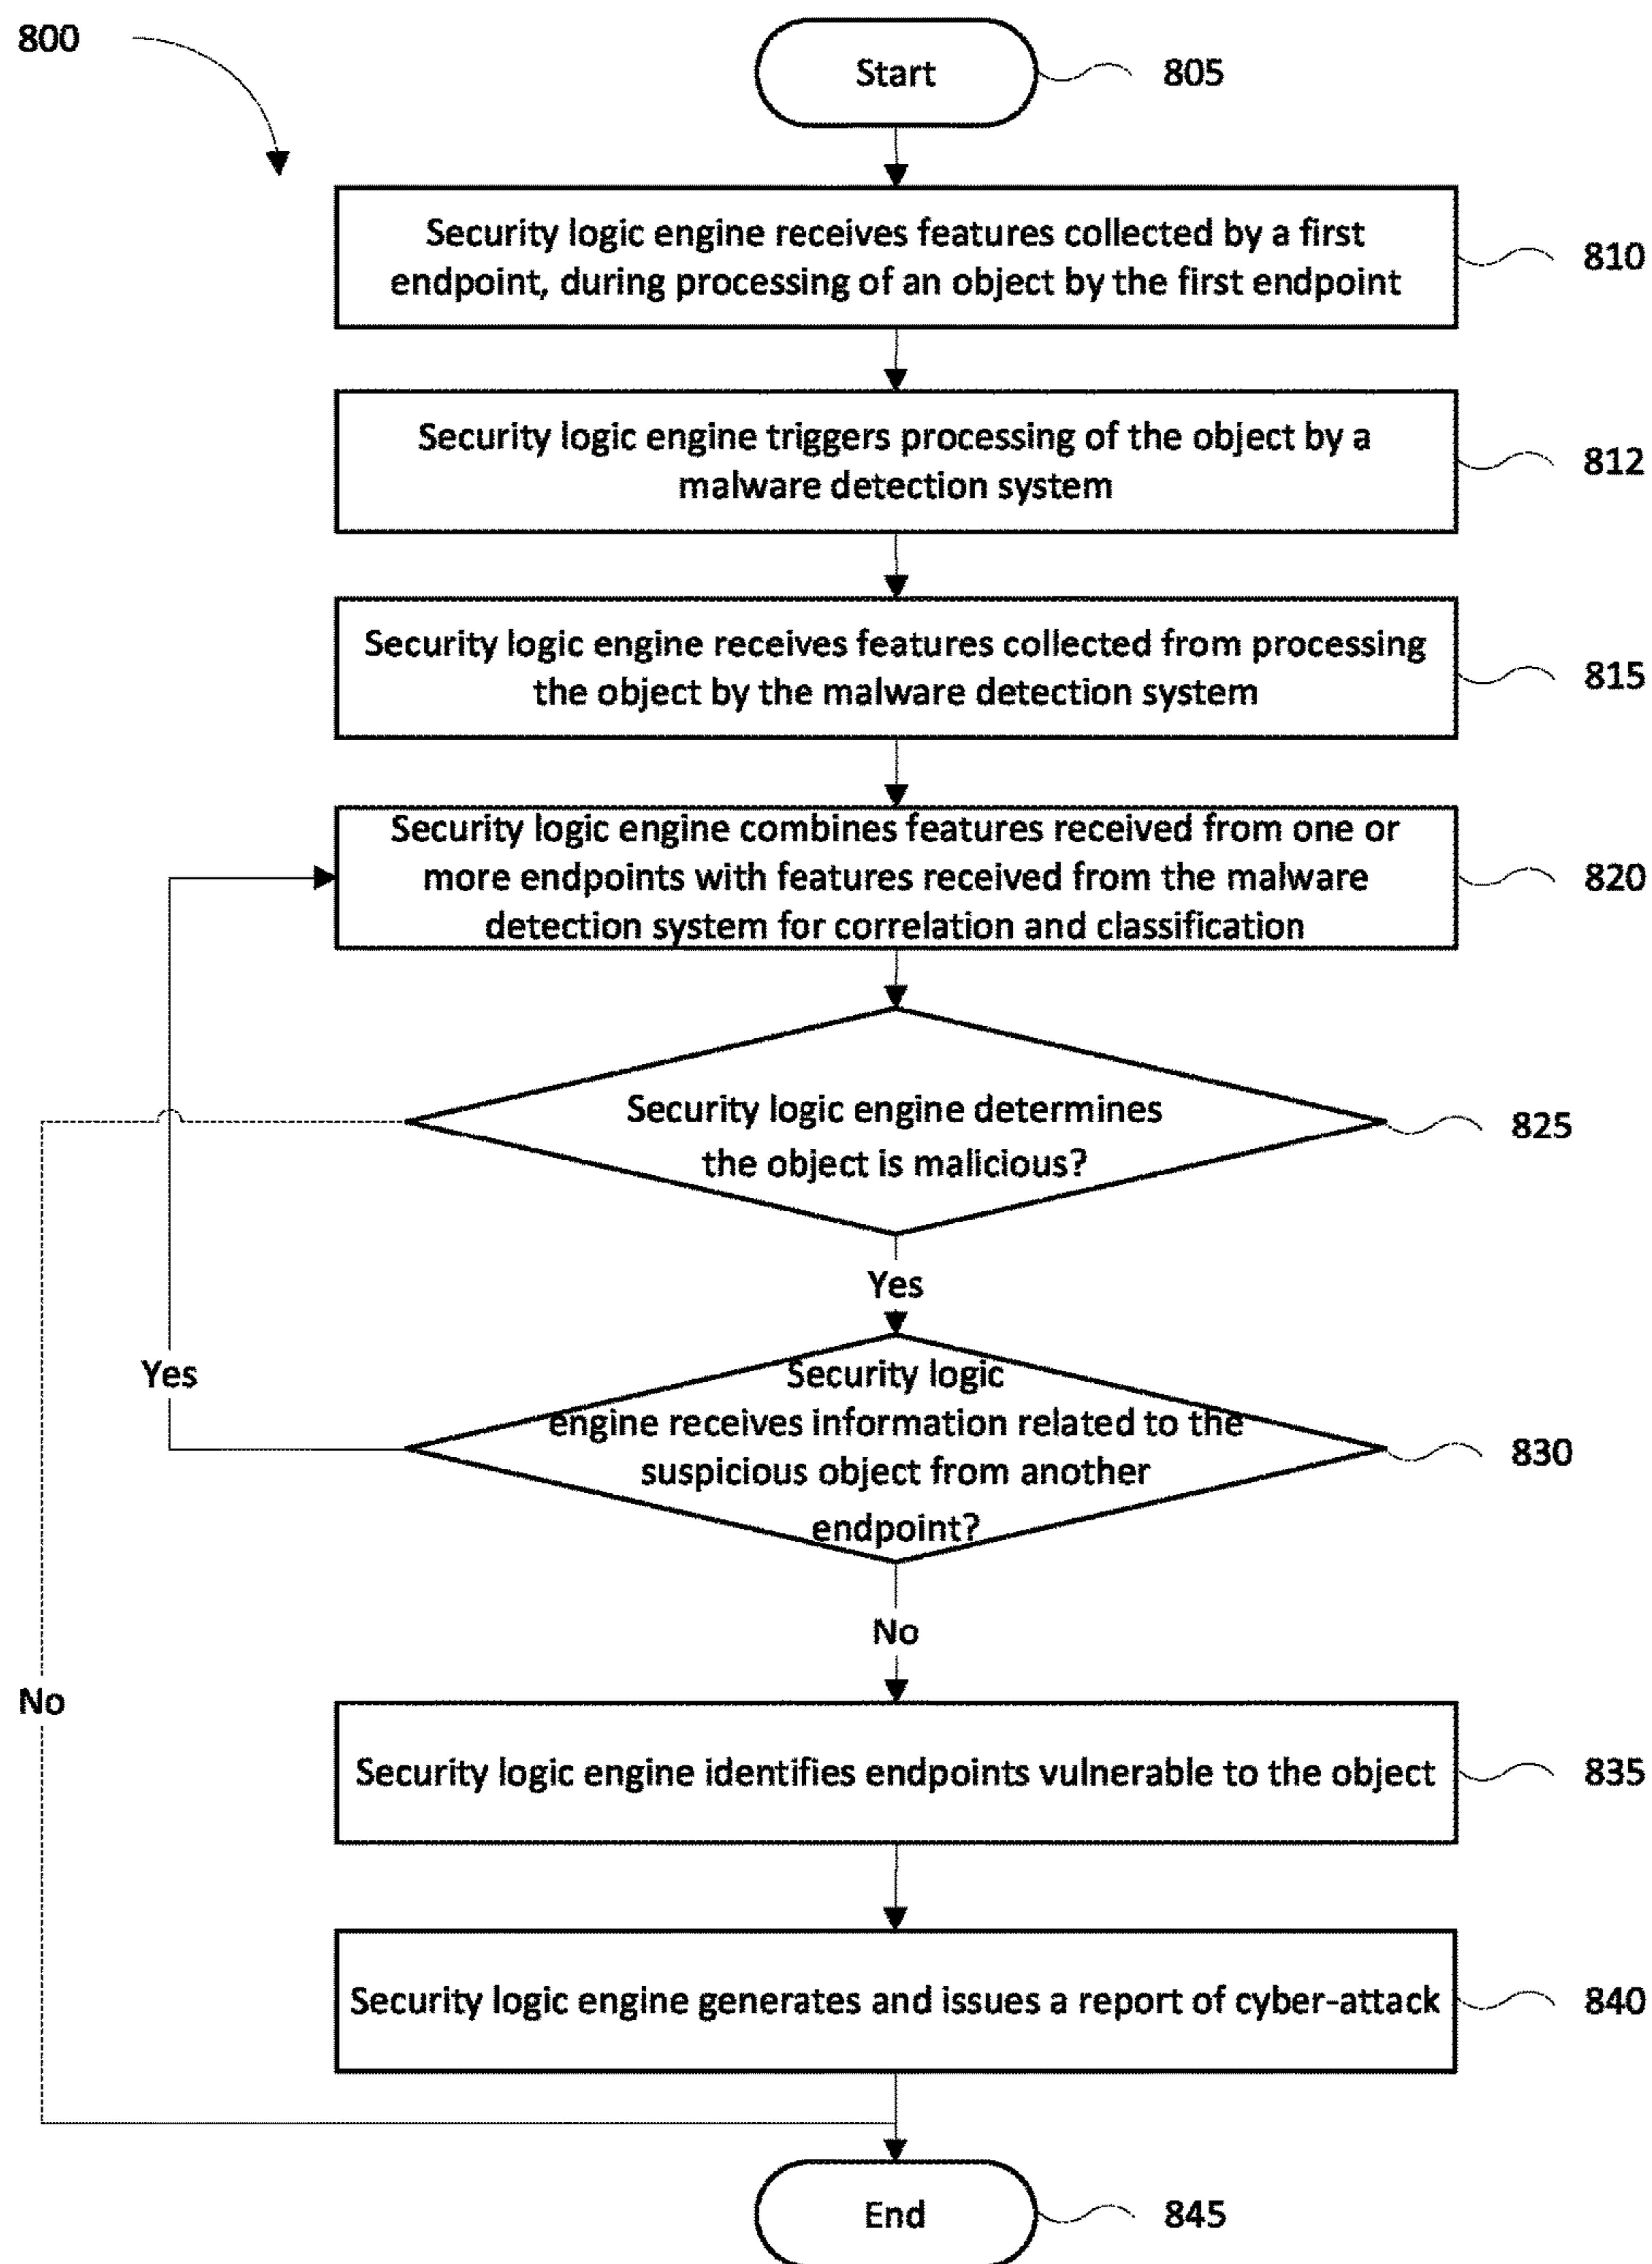 800
Start
805
Security logic engine receives features collected by a first
endpoint, during processing of an object by the first endpoint
810
Security logic engine triggers processing of the object by a
malware detection system
812
Security logic engine receives features collected from processing
the object by the malware detection system
815
Security logic engine combines features received from one or
more endpoints with features received from the malware
detection system for correlation and classification
820
Security logic engine determines
the object is malicious?
825
Yes
Yes
Security logic
engine receives information related to the
suspicious object from another
endpoint?
830
No
No
Security logic engine identifies endpoints vulnerable to the object
835
Security logic engine generates and issues a report of cyber-attack
840
End
845